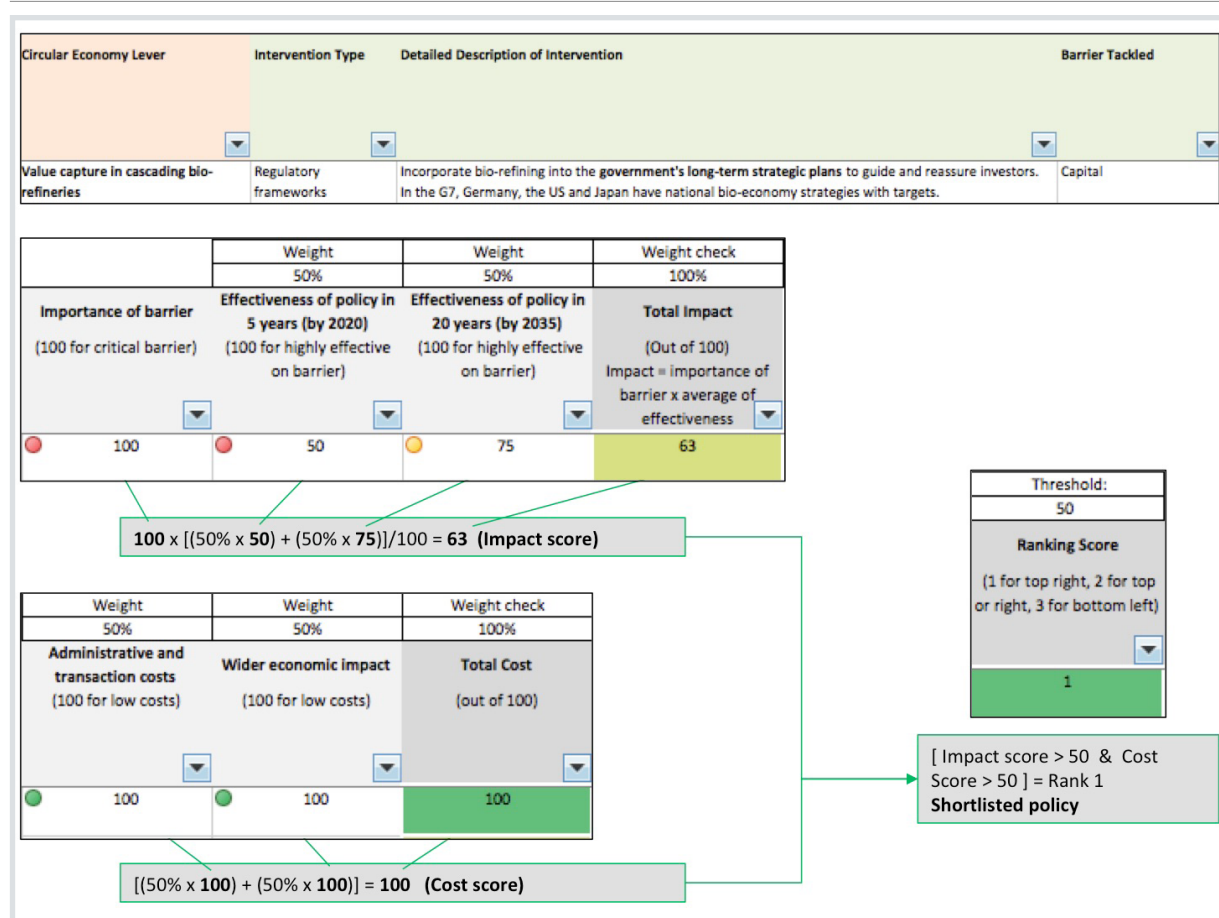 Circular Economy Lever
Intervention Type
Detailed Description of Intervention
Barrier Tackled
Value capture in cascading bio-
refineries
Regulatory
frameworks
Incorporate bio-refining into the government's long-term strategic plans to guide and reassure investors.
In the G7, Germany, the US and Japan have national bio-economy strategies with targets.
Capital
Weight
Weight
Weight check
50%
50%
100%
Importance of barrier
(100 for critical barrier)
Effectiveness of policy in
5 years (by 2020)
(100 for highly effective
on barrier)
Effectiveness of policy in
20 years (by 2035)
(100 for highly effective
on barrier)
Total Impact
(Out of 100)
Impact = importance of
barrier x average of
effectiveness
100
50
75
63
100 x [(50% x 50) + (50% x 75)]/100 = 63 (Impact score)
Weight
Weight
Weight check
50%
50%
100%
Administrative and
transaction costs
(100 for low costs)
Wider economic impact
(100 for low costs)
Total Cost
(out of 100)
100
100
100
[(50% x 100) + (50% x 100)] = 100 (Cost score)
Threshold:
50
Ranking Score
(1 for top right, 2 for top
or right, 3 for bottom left)
1
[ Impact score > 50 & Cost
Score > 50 ] = Rank 1
Shortlisted policy